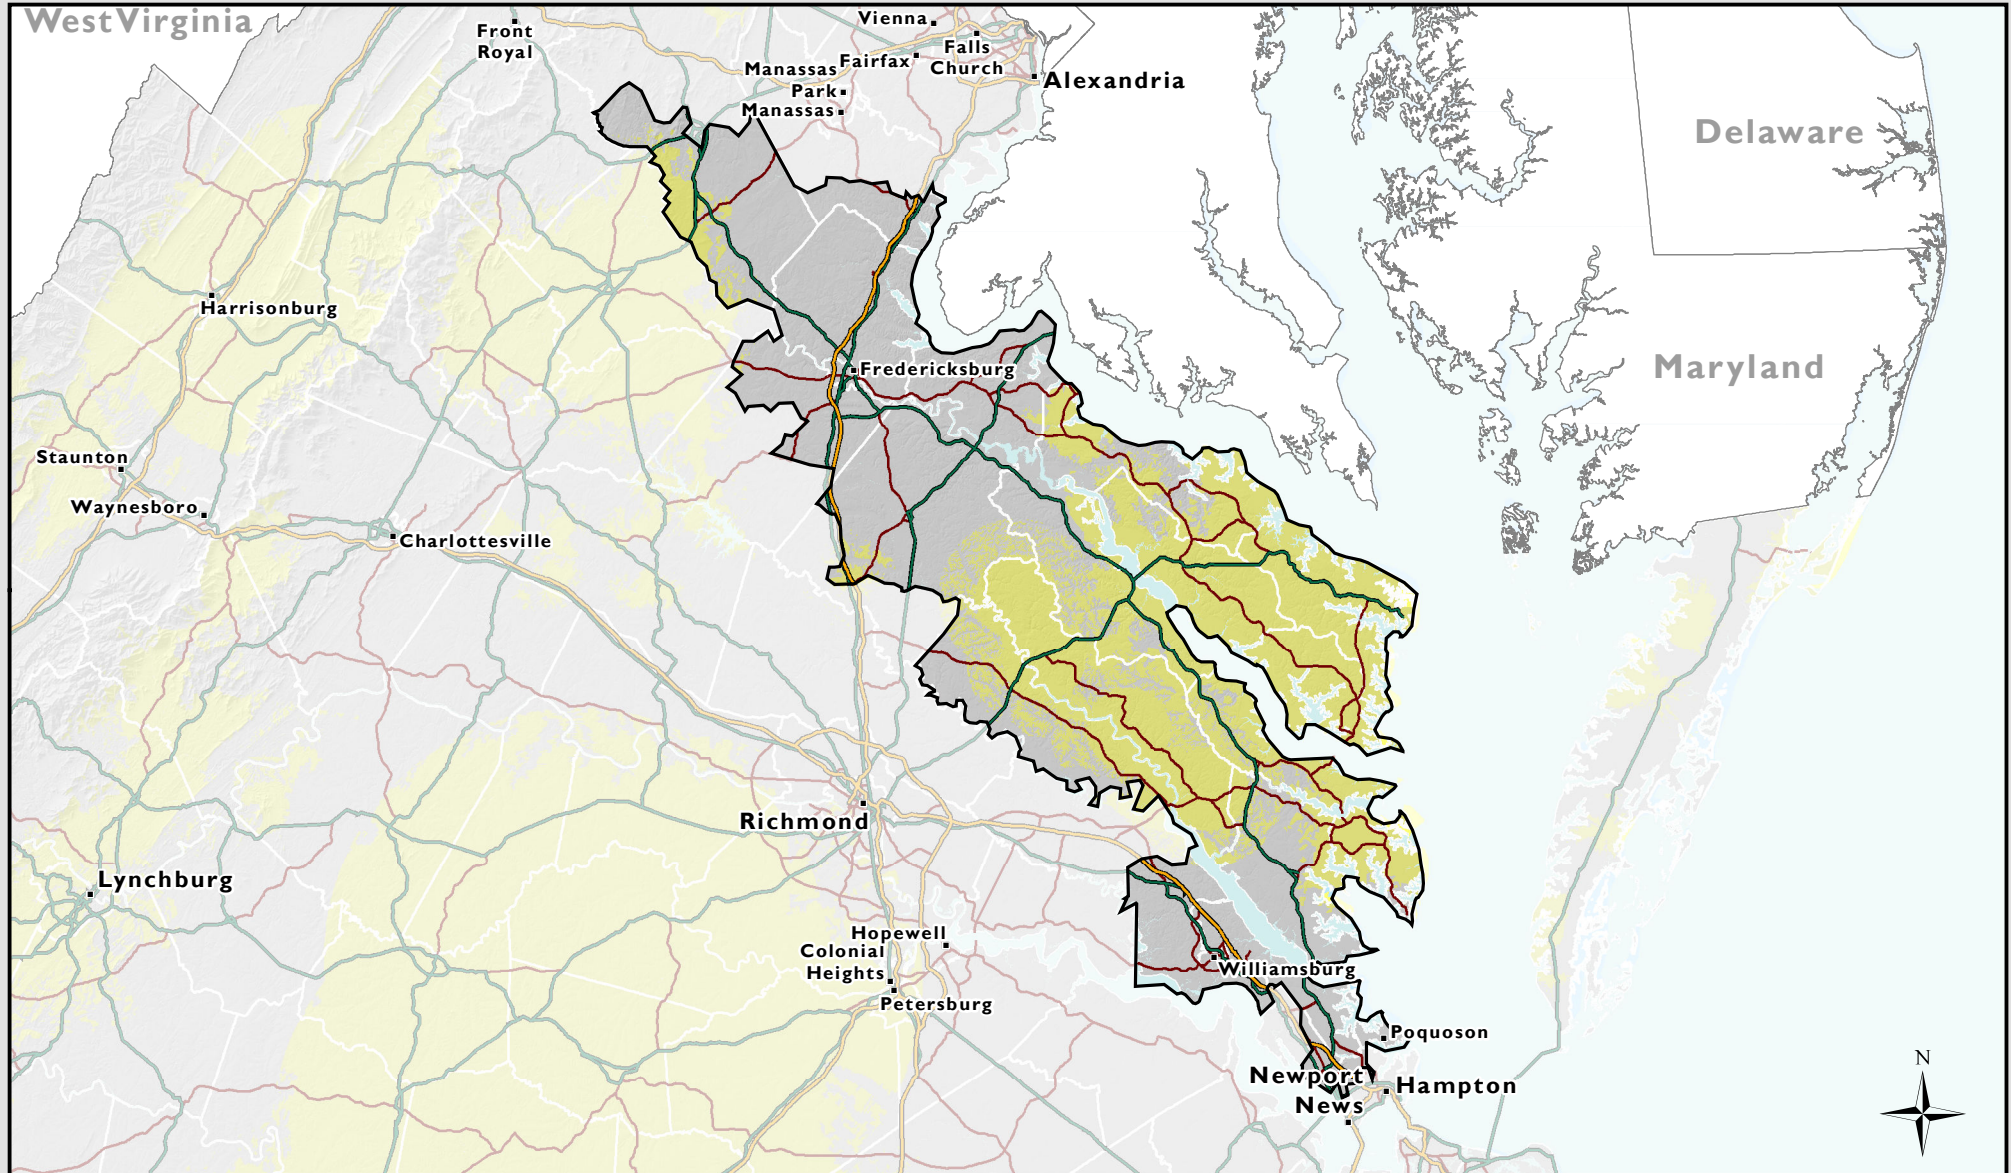 West Virginia
Front
Royal
Vienna
Falls
Church
Fairfax
Manassas
Park
Manassas
Alexandria
Delaware
Harrisonburg
Fredericksburg
Maryland
Staunton
Waynesboro
Charlottesville
Richmond
Lynchburg
Hopewell
Colonial
Heights
Petersburg
Williamsburg
Poquoson
Newport
News
Hampton
N